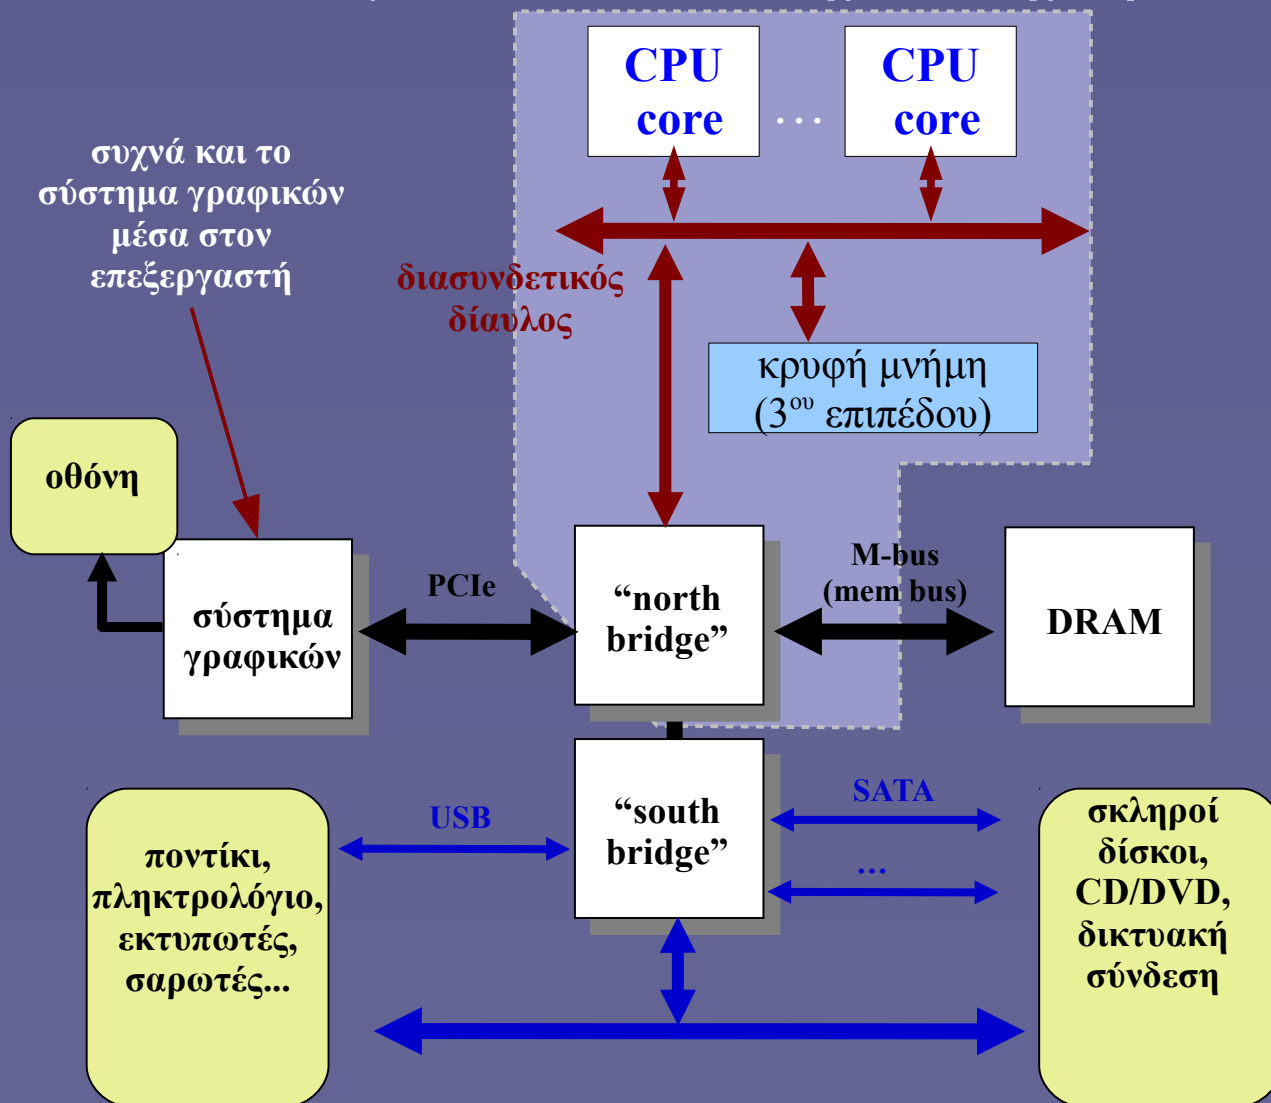 CPU
core
...
CPU
core
συχνά και το
σύστημα γραφικών
μέσα στον
επεξεργαστή
διασυνδετικός
δίαυλος
κρυφή μνήμη
(3ου επιπέδου)
οθόνη
σύστημα
γραφικών
PCIe
“north
bridge”
M-bus
(mem bus)
DRAM
“south
bridge”
USB
SATA
...
ποντίκι,
πληκτρολόγιο,
εκτυπωτές,
σαρωτές...
σκληροί
δίσκοι,
CD/DVD,
δικτυακή
σύνδεση